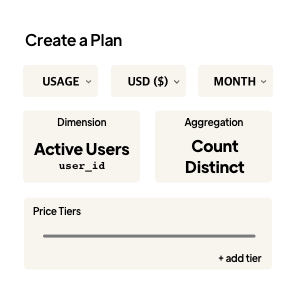 Create a Plan
USAGE USD ($) MONTH
Dimension Aggregation
Active Users
user_id
Count
Distinct
Price Tiers
+ add tier